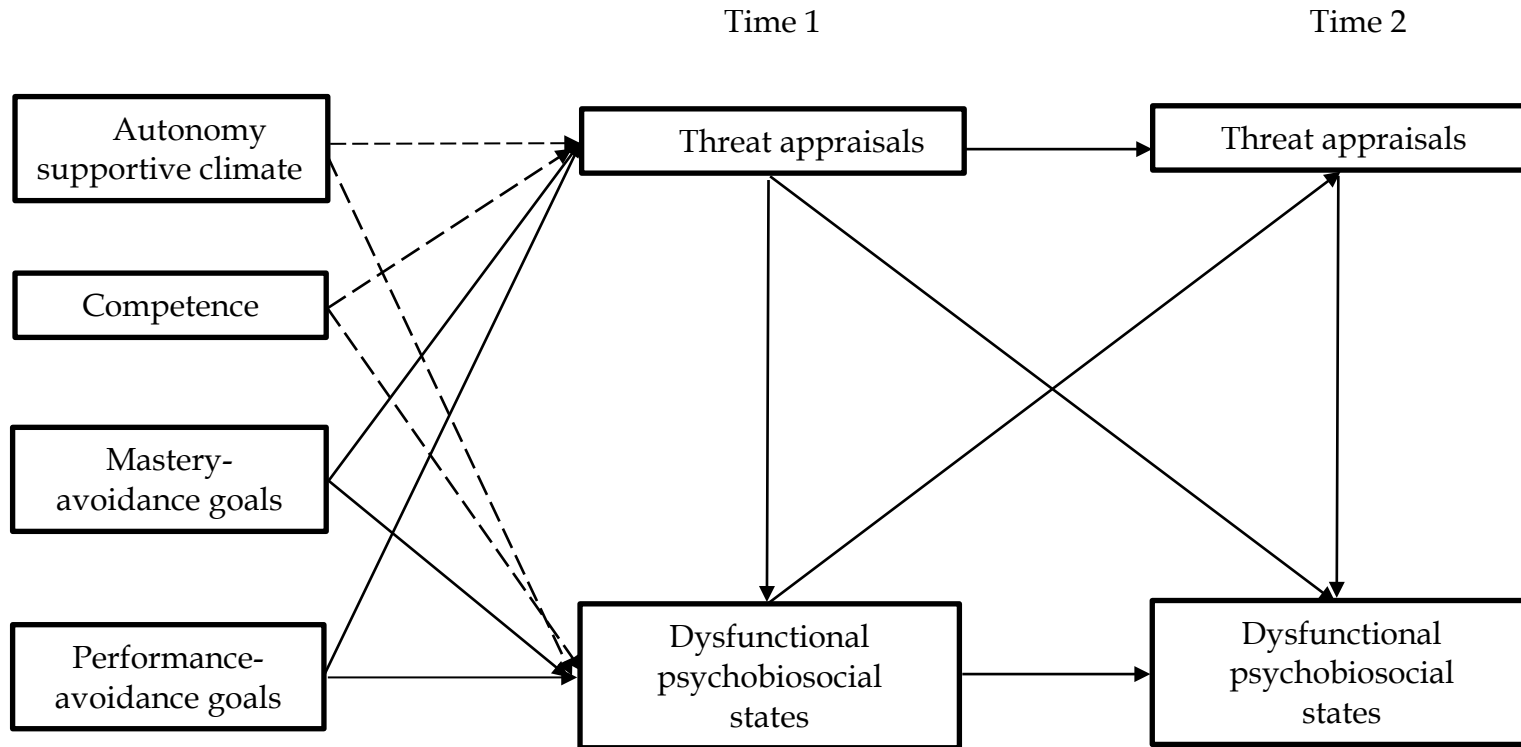 Time 1
Time 2
Autonomy
supportive climate
Threat appraisals
Threat appraisals
Competence
Mastery-
avoidance goals
Performance-
avoidance goals
Dysfunctional
psychobiosocial
states
Dysfunctional
psychobiosocial
states